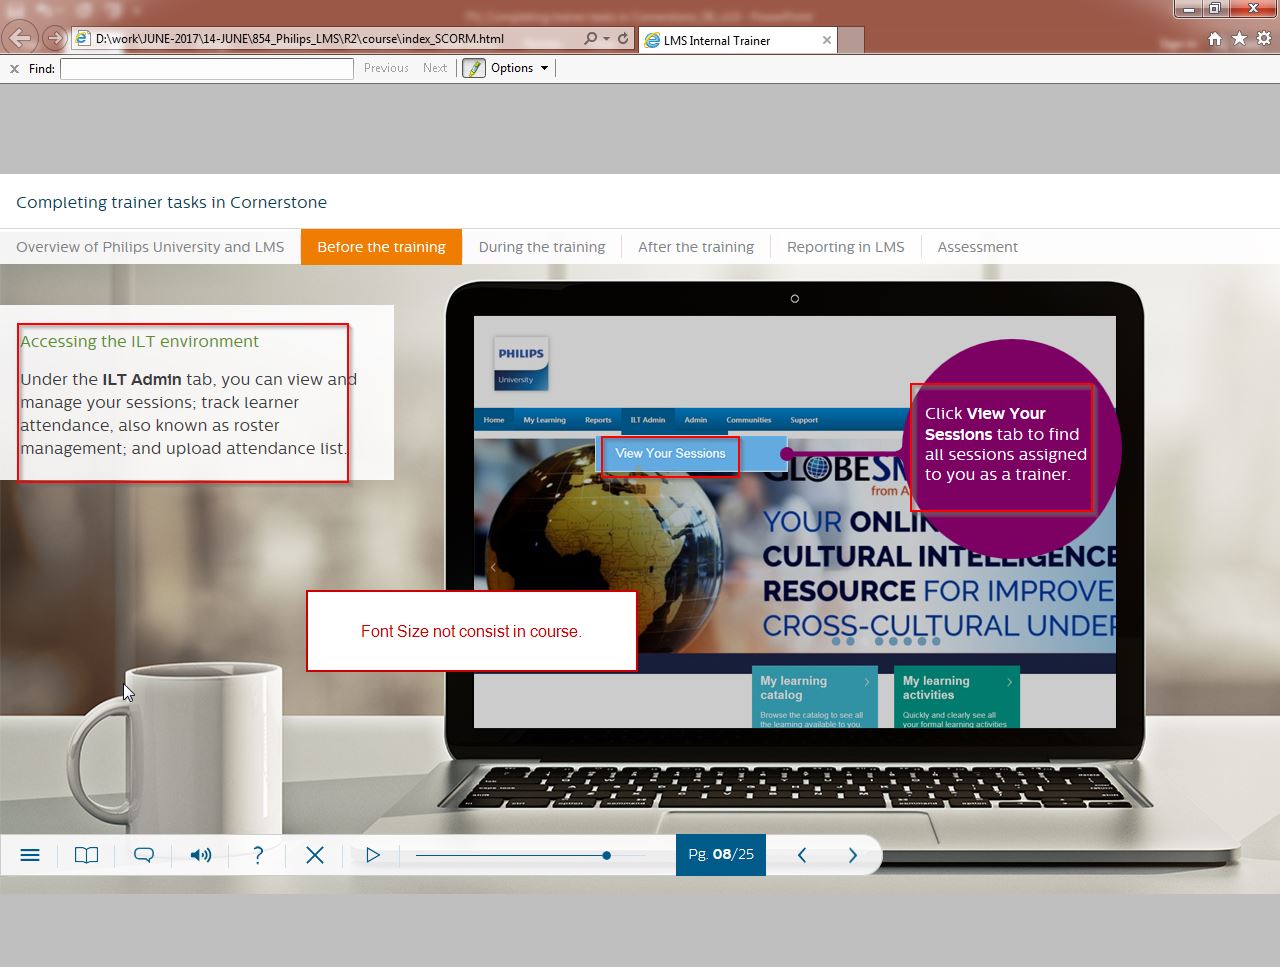 D:\work\JUNE-2017\14-JUNE\854_Philips_LMS\R2\course\index_SCORM.html
LMS Internal Trainer
Find:
Previous
Next
Options
Completing trainer tasks in Cornerstone
Overview of Philips University and LMS
Before the training
During the training
After the training
Reporting in LMS
Assessment
Accessing the ILT environment
Under the ILT Admin tab, you can view and
manage your sessions; track learner
attendance, also known as roster
management; and upload attendance list.
PHILIPS
University
Home
My Learning
Reports
ILT Admin
Admin
Communities
Support
View Your Sessions
Click View Your
Sessions tab to find
all sessions assigned
to you as a trainer.
GLOBESM
from A
YOUR ONLIN
CULTURAL INTELLIGENCE
RESOURCE FOR IMPROVE
CROSS-CULTURAL UNDER
Font Size not consist in course.
My learning
catalog
Browse the catalog to see all
the learning available to you.
My learning
activities
Quickly and clearly see all
your formal learning activities
Pg. 08/25